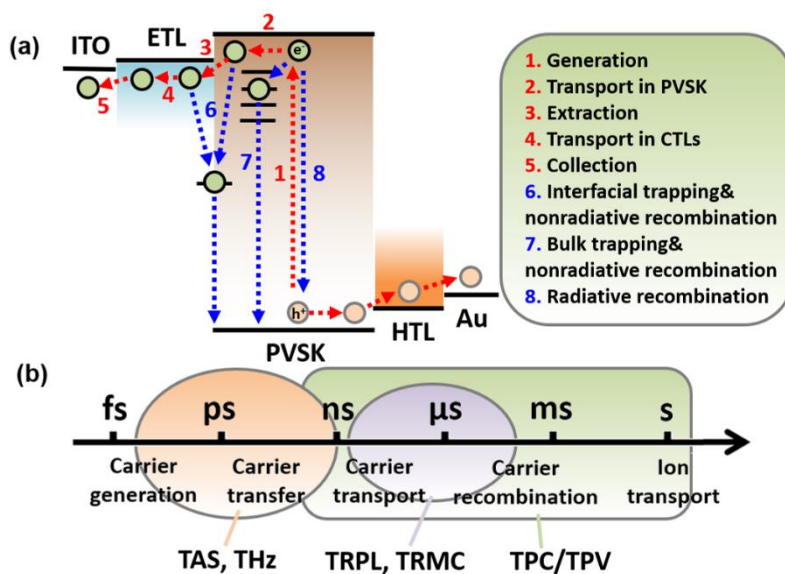 (a)
ITO
ETL
2
3
e-
4
5
6
7
1
8
h+
PVSK
HTL
Au
1. Generation
2. Transport in PVSK
3. Extraction
4. Transport in CTLs
5. Collection
6. Interfacial trapping&
nonradiative recombination
7. Bulk trapping&
nonradiative recombination
8. Radiative recombination
(b)
fs ps ns μs ms s
Carrier generation
Carrier transfer
Carrier transport
Carrier recombination
Ion transport
TAS, THz
TRPL, TRMC
TPC/TPV